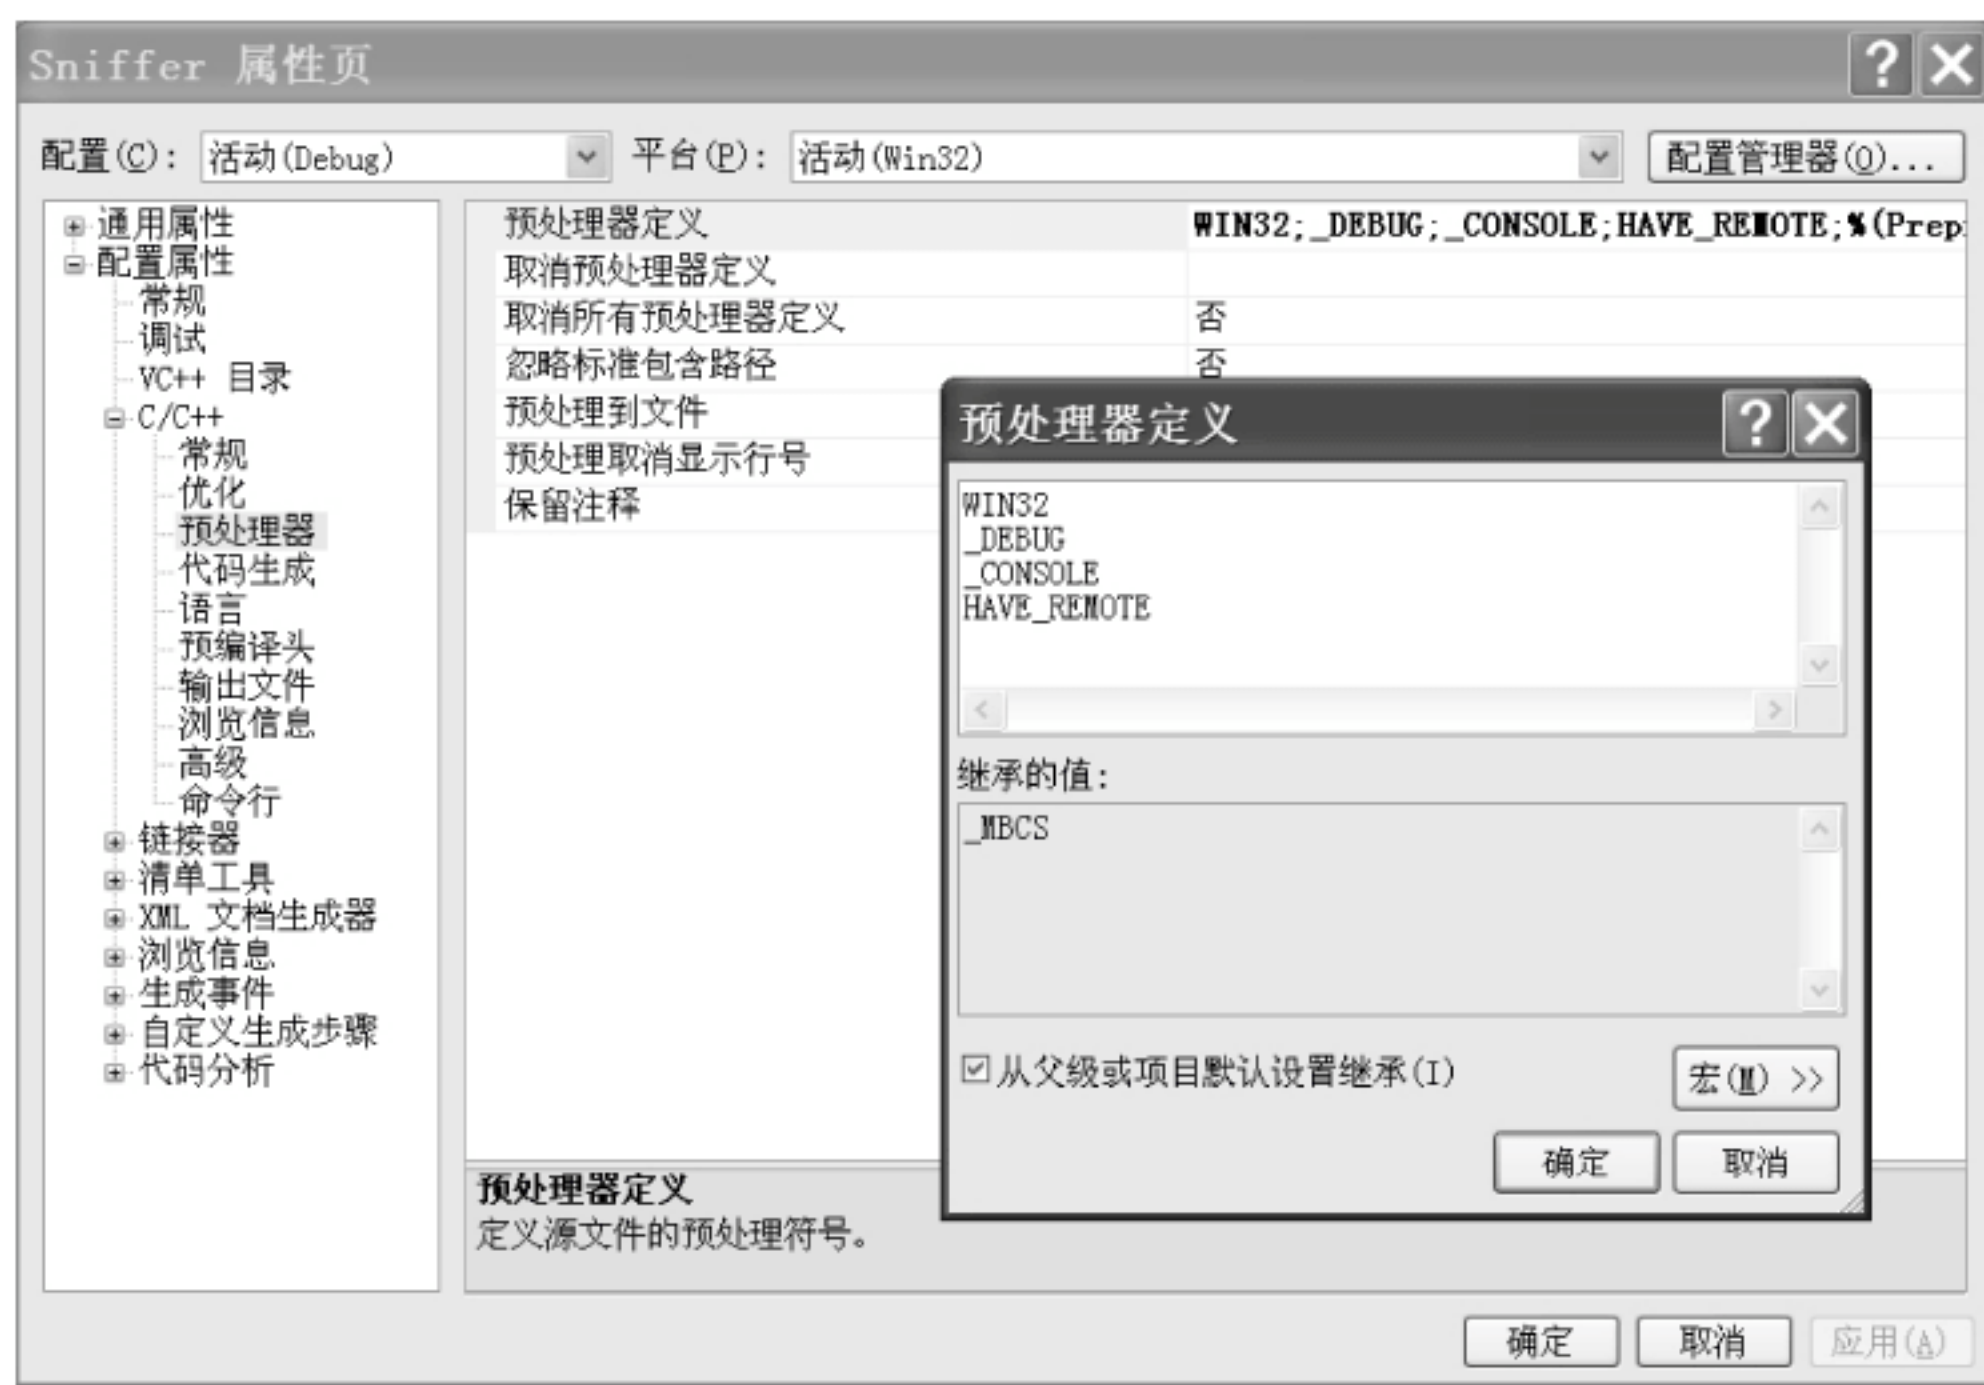 Sniffer 属性页
配置(C): 活动(Debug) 平台(P): 活动(Win32) 配置管理器(O)...
通用属性
配置属性
常规
调试
VC++ 目录
C/C++
常规
优化
预处理器
代码生成
语言
预编译头
输出文件
浏览信息
高级
命令行
链接器
清单工具
XML 文档生成器
浏览信息
生成事件
自定义生成步骤
代码分析
预处理器定义 WIN32;_DEBUG;_CONSOLE;HAVE_REMOTE;%(Prep
取消预处理器定义
取消所有预处理器定义 否
忽略标准包含路径 否
预处理到文件
预处理取消显示行号
保留注释
预处理器定义
WIN32
_DEBUG
_CONSOLE
HAVE_REMOTE
继承的值:
_MBCS
从父级或项目默认设置继承(I)
宏(M) >>
确定 取消
预处理器定义
定义源文件的预处理符号。
确定 取消 应用(A)